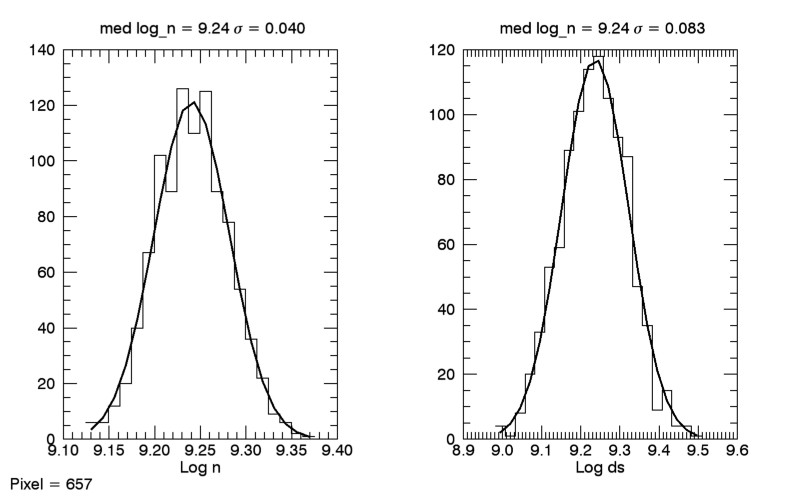 med log_n = 9.24 σ = 0.040
140
120
100
80
60
40
20
0
9.10 9.15 9.20 9.25 9.30 9.35 9.40
Log n
med log_n = 9.24 σ = 0.083
120
100
80
60
40
20
0
8.9 9.0 9.1 9.2 9.3 9.4 9.5 9.6
Log ds
Pixel = 657